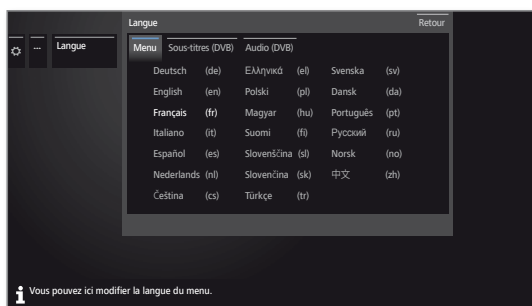 Langue Retour
... Langue
Menu Sous-titres (DVB) Audio (DVB)
Deutsch (de) Ελληνικά (el) Svenska (sv)
English (en) Polski (pl) Dansk (da)
Français (fr) Magyar (hu) Português (pt)
Italiano (it) Suomi (fi) Русский (ru)
Español (es) Slovenščina (sl) Norsk (no)
Nederlands (nl) Slovenčina (sk) 中文 (zh)
Čeština (cs) Türkçe (tr)
Vous pouvez ici modifier la langue du menu.